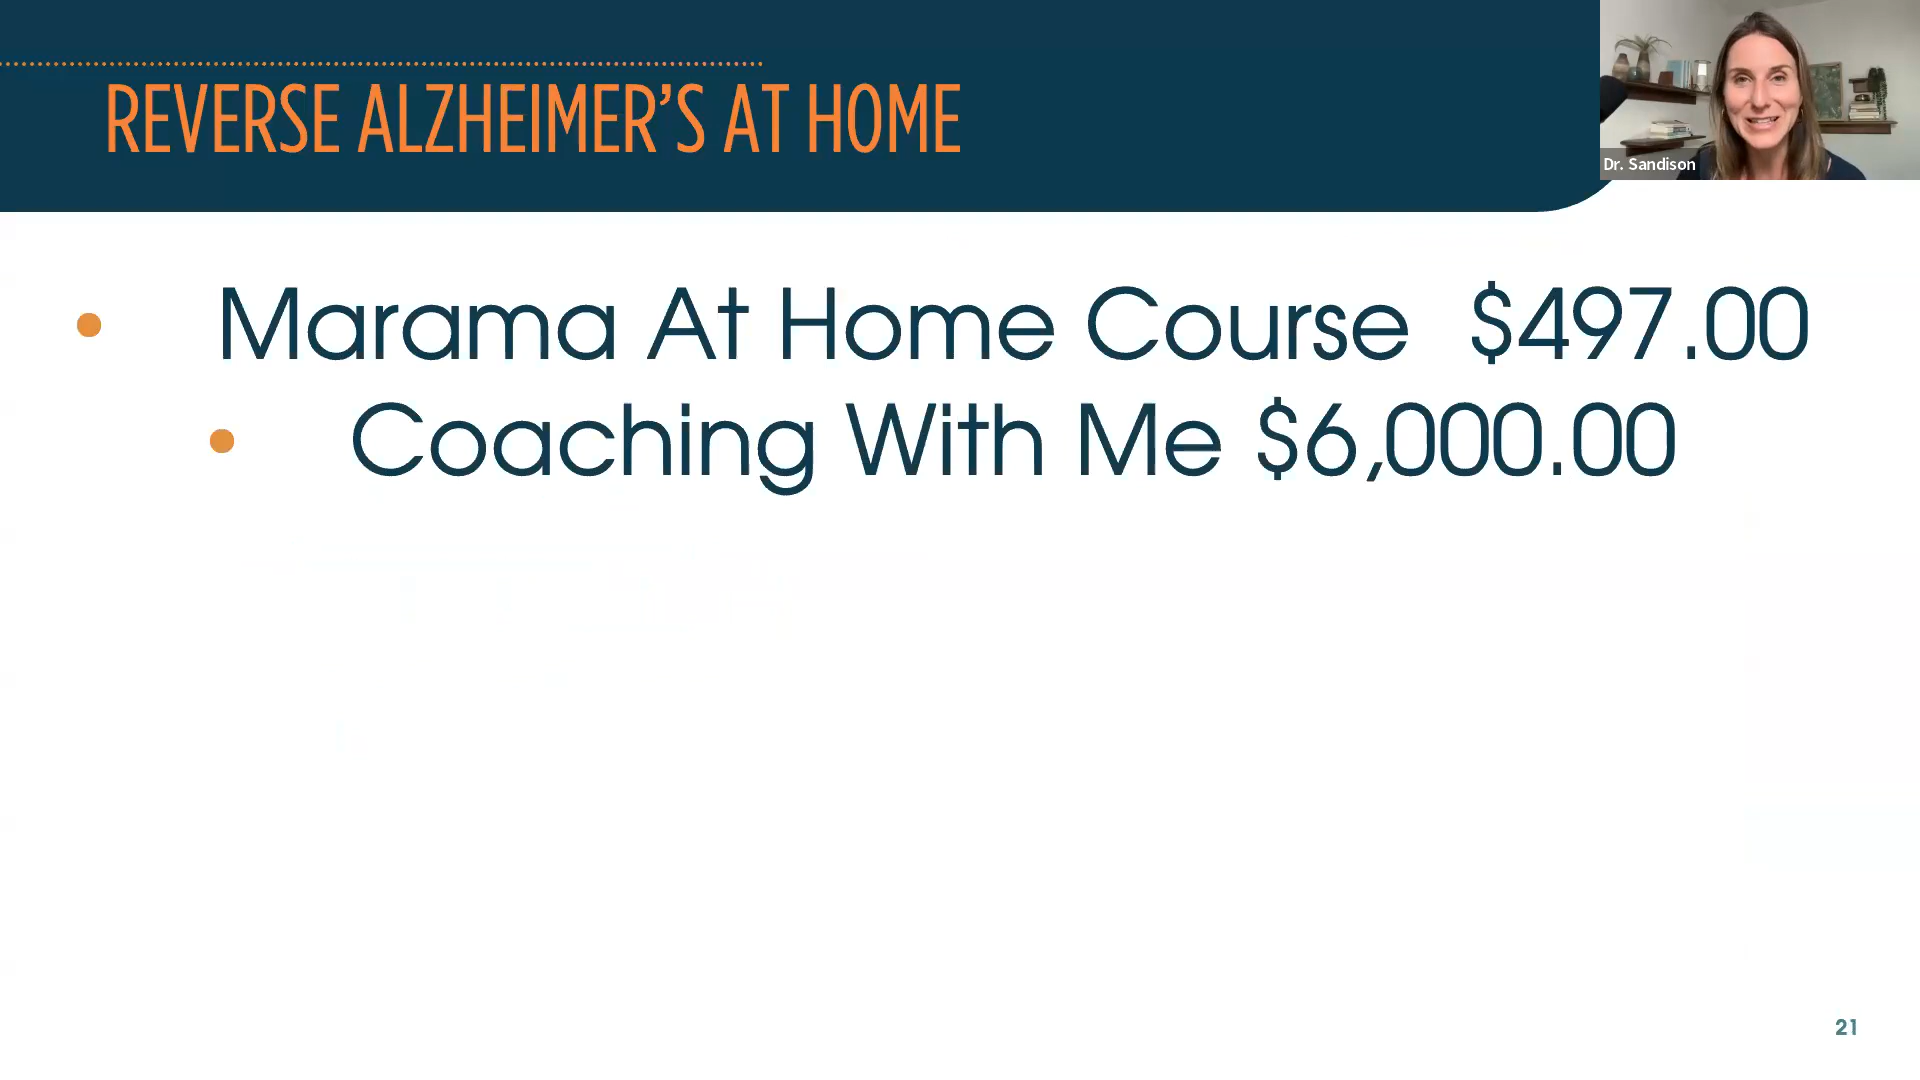 REVERSE ALZHEIMER’S AT HOME
Dr. Sandison
• Marama At Home Course $497.00
• Coaching With Me $6,000.00
21